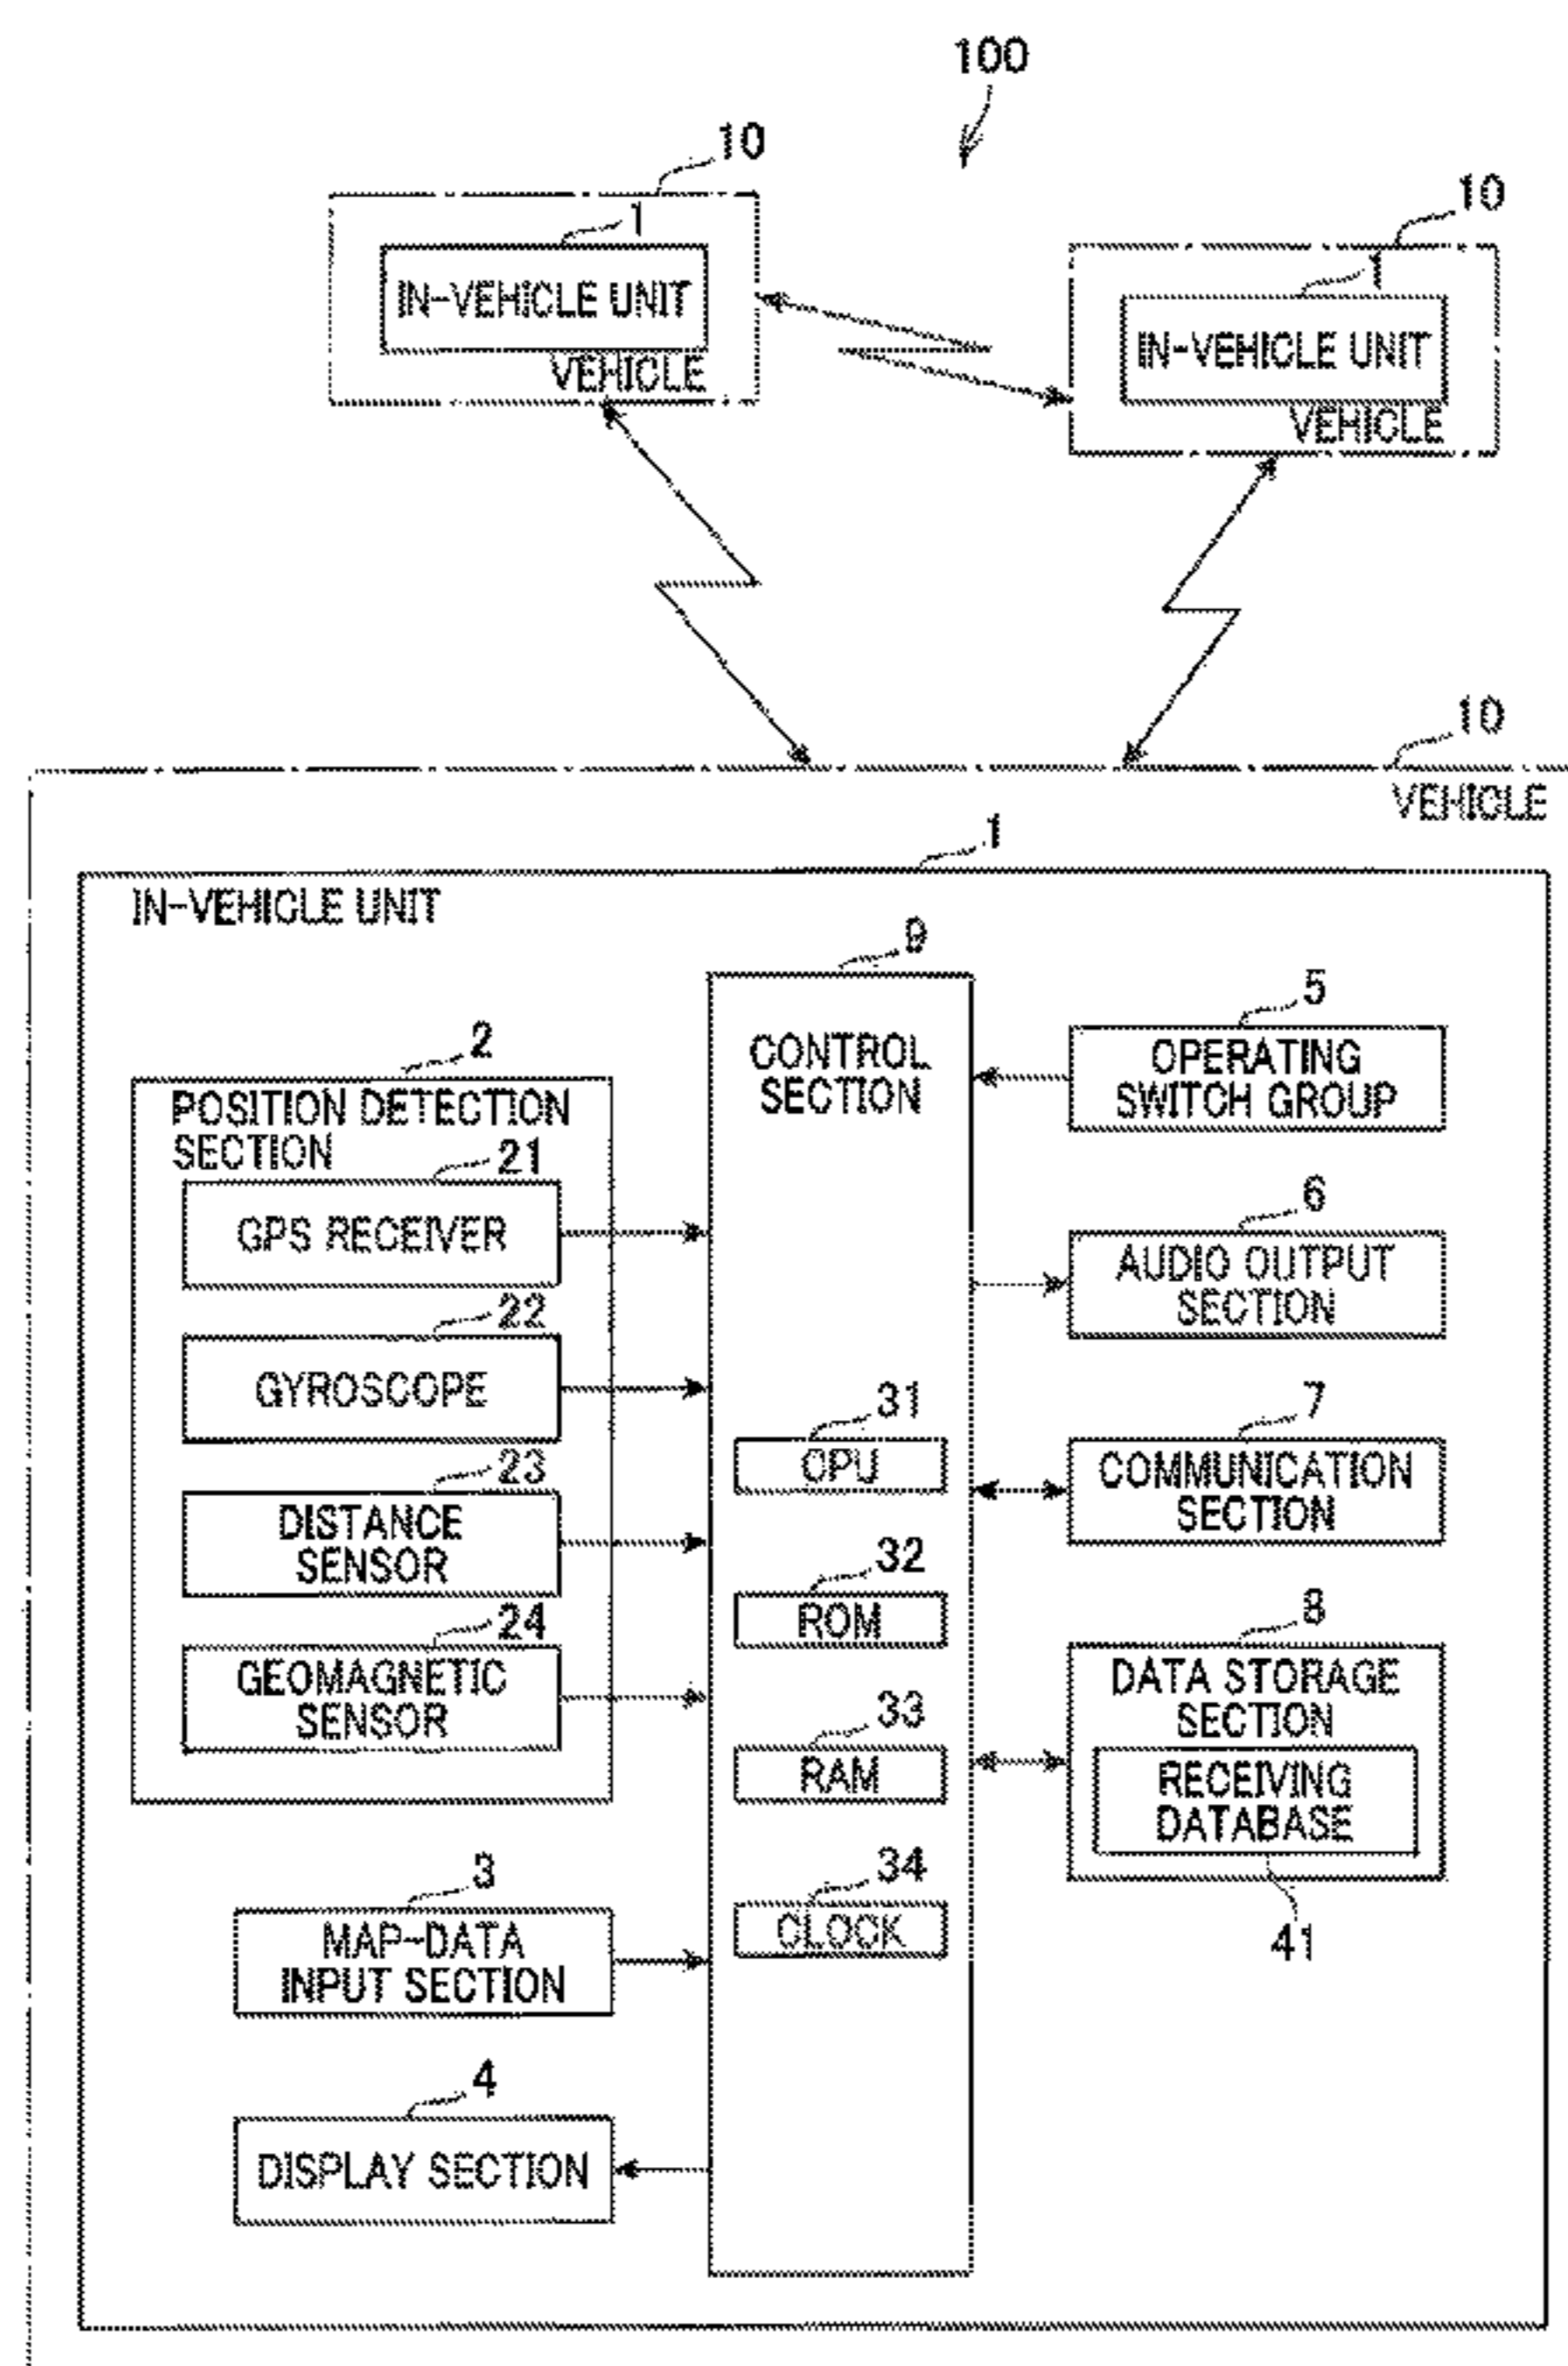 100
10
1
IN-VEHICLE UNIT
VEHICLE
10
1
IN-VEHICLE UNIT
VEHICLE
10
VEHICLE
1
IN-VEHICLE UNIT
9
CONTROL
SECTION
2
POSITION DETECTION
SECTION
21
GPS RECEIVER
22
GYROSCOPE
23
DISTANCE
SENSOR
24
GEOMAGNETIC
SENSOR
3
MAP-DATA
INPUT SECTION
4
DISPLAY SECTION
31
CPU
32
ROM
33
RAM
34
CLOCK
5
OPERATING
SWITCH GROUP
6
AUDIO OUTPUT
SECTION
7
COMMUNICATION
SECTION
8
DATA STORAGE
SECTION
RECEIVING
DATABASE
41